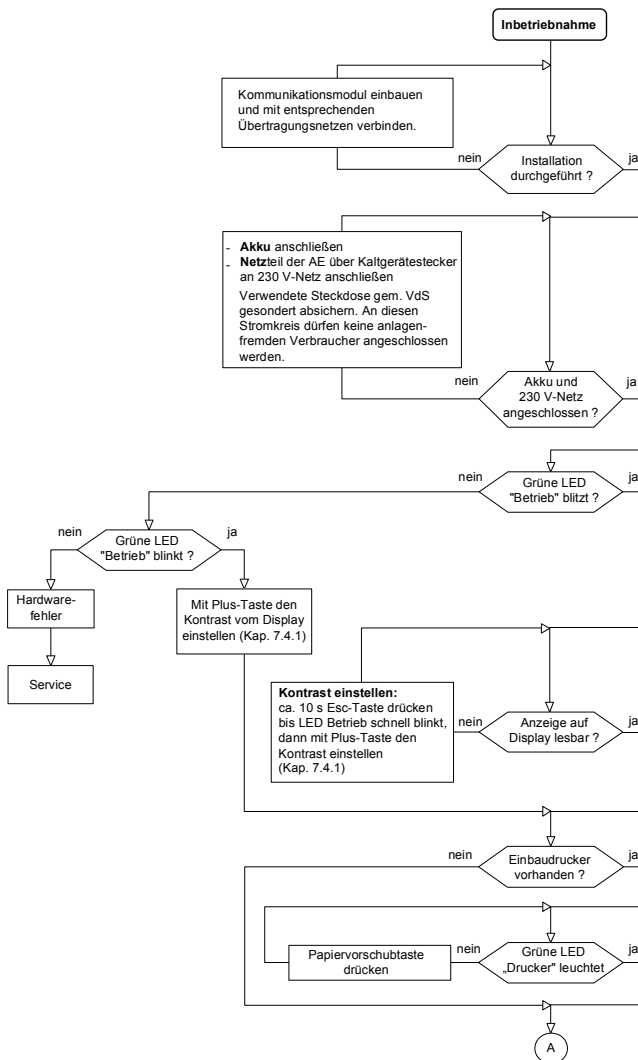 Inbetriebnahme
Kommunikationsmodul einbauen
und mit entsprechenden
Übertragungsnetzen verbinden.
nein
Installation
durchgeführt ?
ja
- Akku anschließen
- Netzteil der AE über Kaltgerätestecker
an 230 V-Netz anschließen
Verwendete Steckdose gem. VdS
gesondert absichern. An diesen
Stromkreis dürfen keine anlagen-
fremden Verbraucher angeschlossen
werden.
nein
Akku und
230 V-Netz
angeschlossen ?
ja
nein
Grüne LED
"Betrieb" blitzt ?
ja
nein
Grüne LED
"Betrieb" blinkt ?
ja
Hardware-
fehler
Service
Mit Plus-Taste den
Kontrast vom Display
einstellen (Kap. 7.4.1)
Kontrast einstellen:
ca. 10 s Esc-Taste drücken
bis LED Betrieb schnell blinkt,
dann mit Plus-Taste den
Kontrast einstellen
(Kap. 7.4.1)
nein
Anzeige auf
Display lesbar ?
ja
nein
Einbaudrucker
vorhanden ?
ja
Papiervorschubtaste
drücken
nein
Grüne LED
„Drucker" leuchtet
ja
A